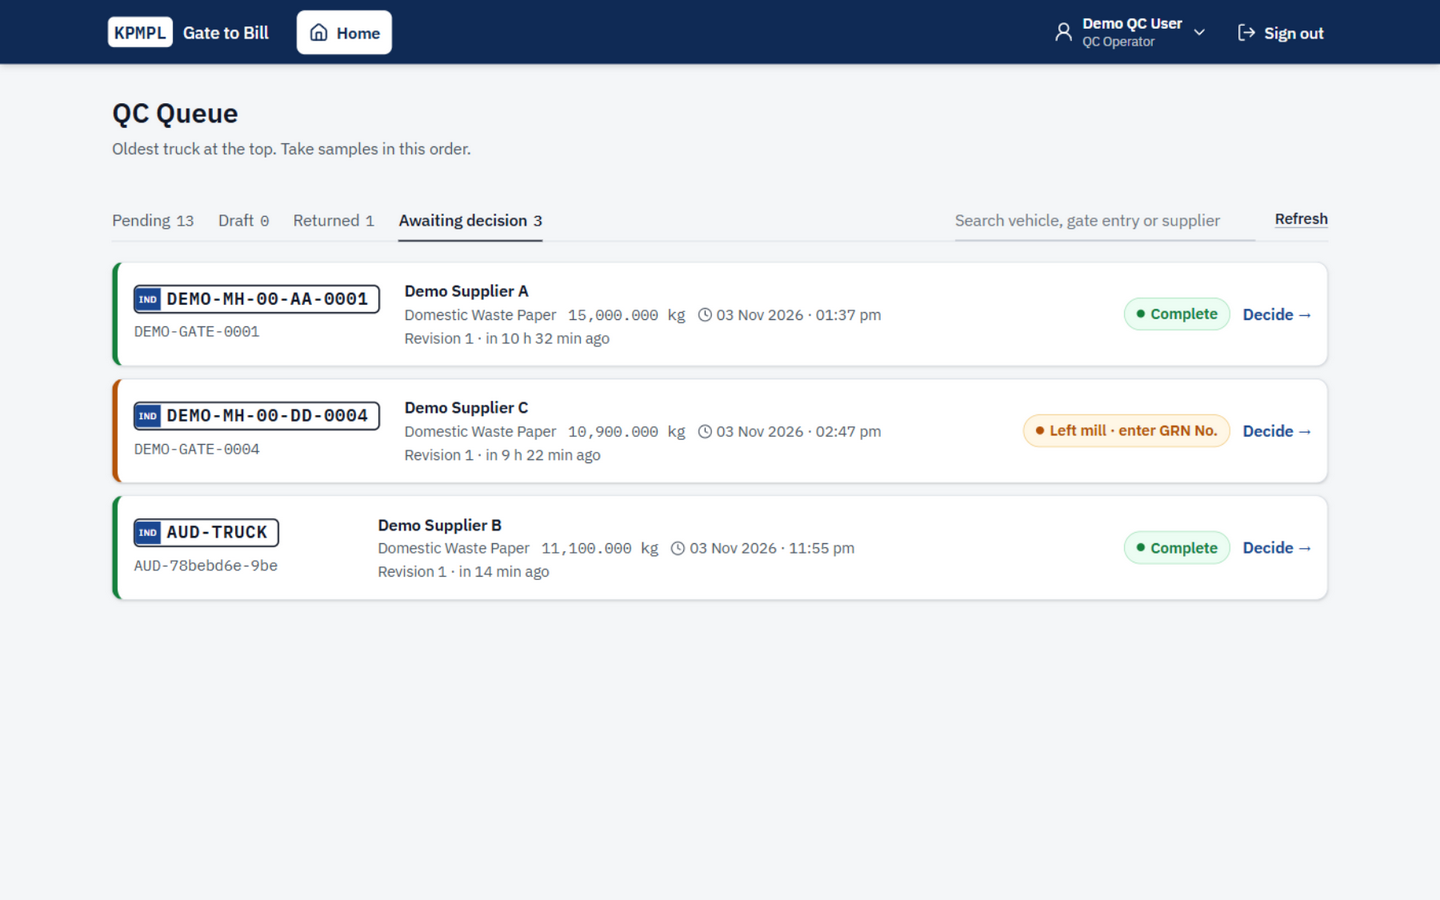 KPMPL Gate to Bill Home Demo QC User Sign out
QC Operator
QC Queue
Oldest truck at the top. Take samples in this order.
Pending 13 Draft 0 Returned 1 Awaiting decision 3 Search vehicle, gate entry or supplier Refresh
IND DEMO-MH-00-AA-0001
DEMO-GATE-0001
Demo Supplier A
Domestic Waste Paper 15,000.000 kg 03 Nov 2026 · 01:37 pm
Revision 1 · in 10 h 32 min ago
Complete Decide →
IND DEMO-MH-00-DD-0004
DEMO-GATE-0004
Demo Supplier C
Domestic Waste Paper 10,900.000 kg 03 Nov 2026 · 02:47 pm
Revision 1 · in 9 h 22 min ago
Left mill · enter GRN No. Decide →
IND AUD-TRUCK
AUD-78bebd6e-9be
Demo Supplier B
Domestic Waste Paper 11,100.000 kg 03 Nov 2026 · 11:55 pm
Revision 1 · in 14 min ago
Complete Decide →